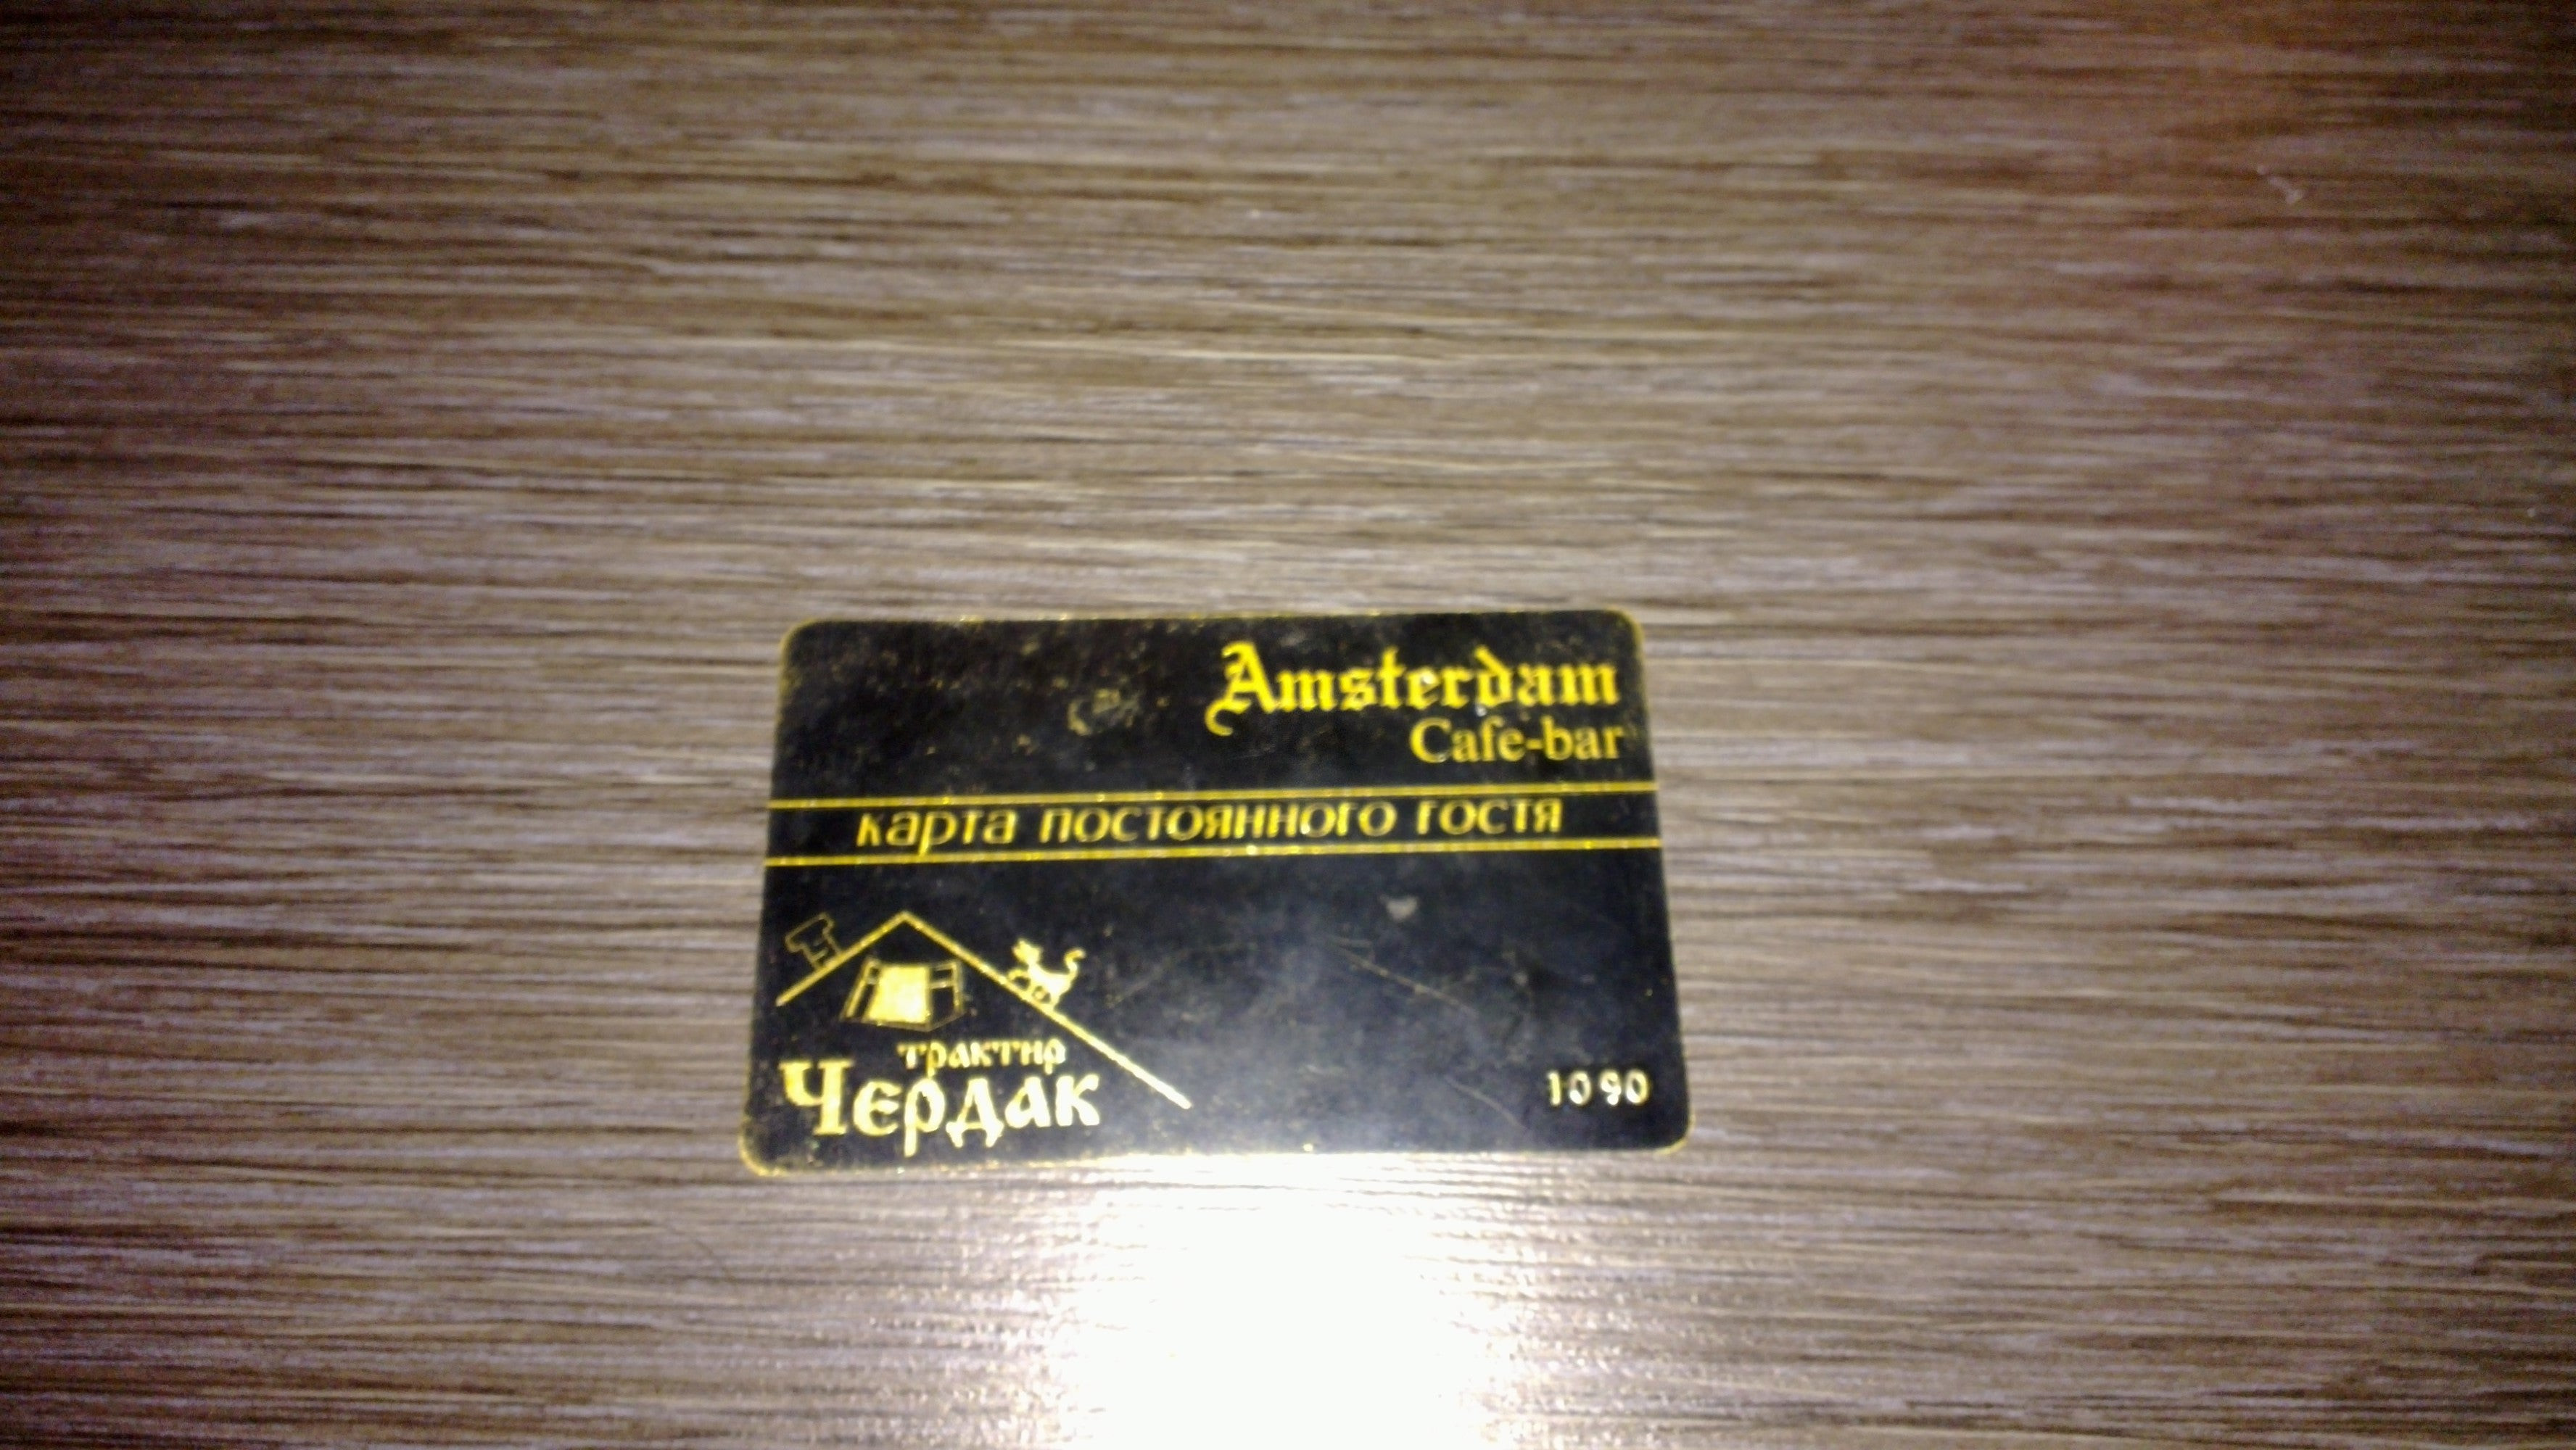 Amsterdam
Cafe-bar
карта постоянного гостя
трактир
Чердак
1090